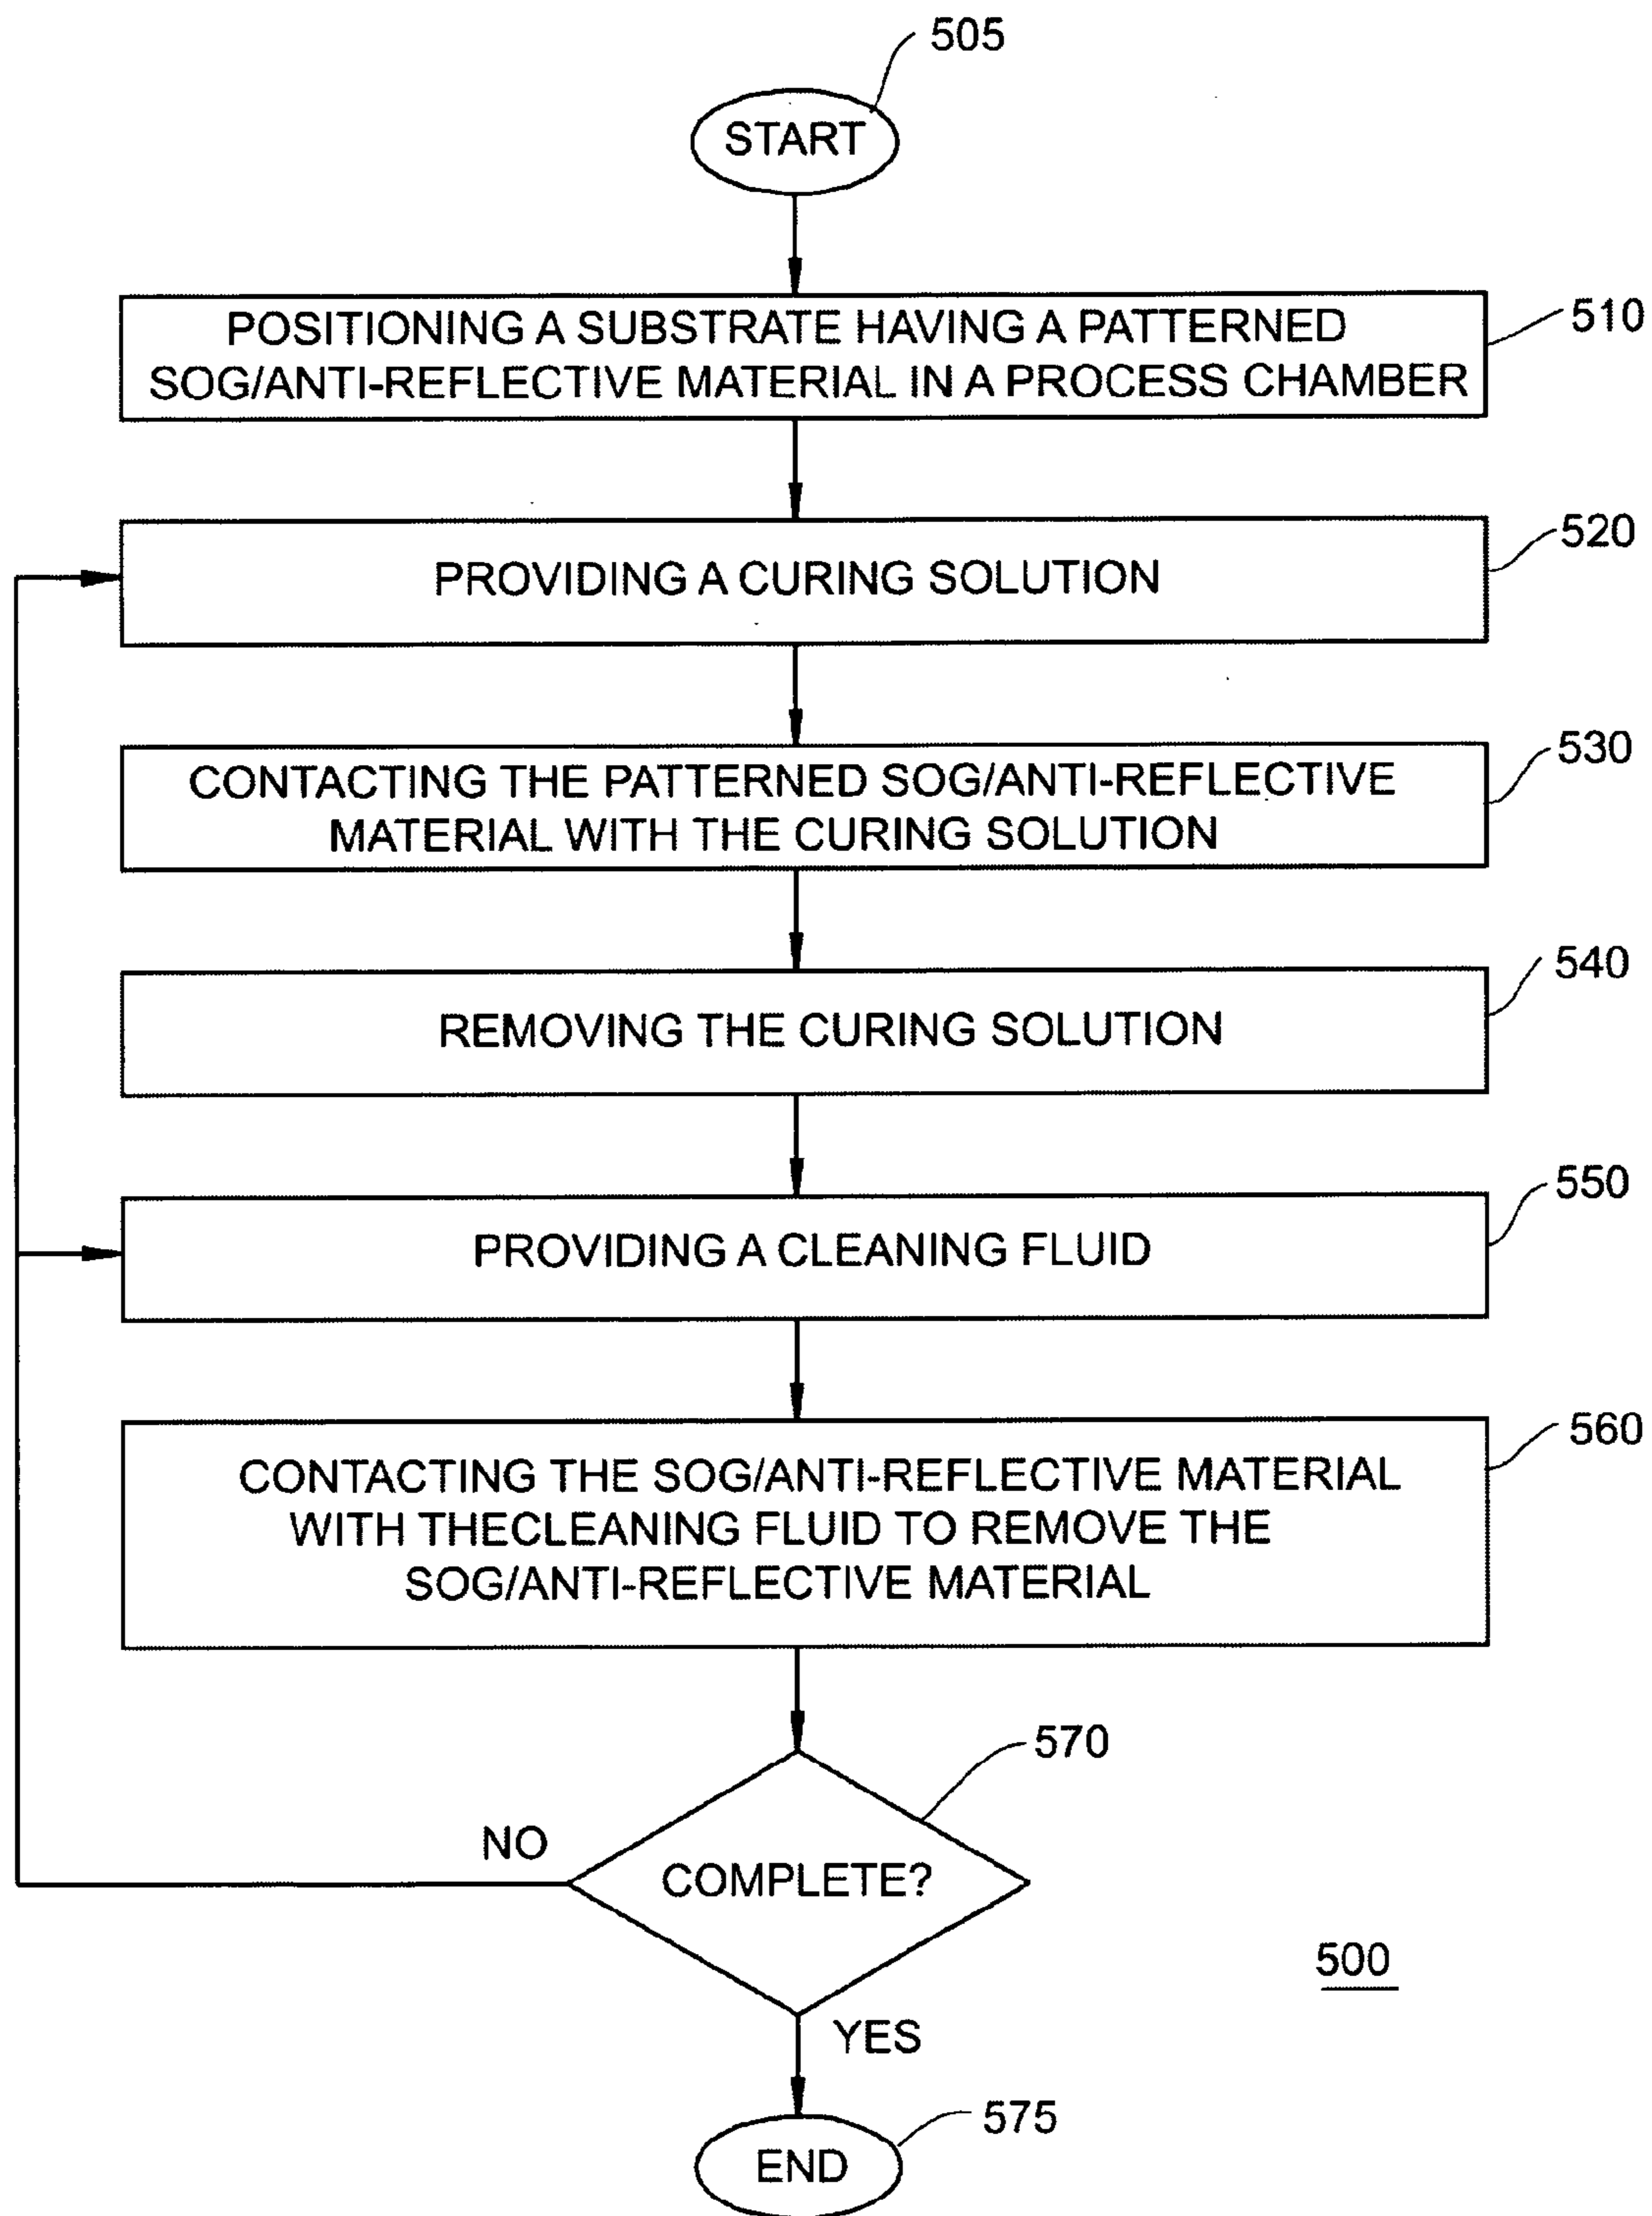 505
START
510
POSITIONING A SUBSTRATE HAVING A PATTERNED
SOG/ANTI-REFLECTIVE MATERIAL IN A PROCESS CHAMBER
520
PROVIDING A CURING SOLUTION
530
CONTACTING THE PATTERNED SOG/ANTI-REFLECTIVE
MATERIAL WITH THE CURING SOLUTION
540
REMOVING THE CURING SOLUTION
550
PROVIDING A CLEANING FLUID
560
CONTACTING THE SOG/ANTI-REFLECTIVE MATERIAL
WITH THECLEANING FLUID TO REMOVE THE
SOG/ANTI-REFLECTIVE MATERIAL
570
NO
COMPLETE?
500
YES
575
END